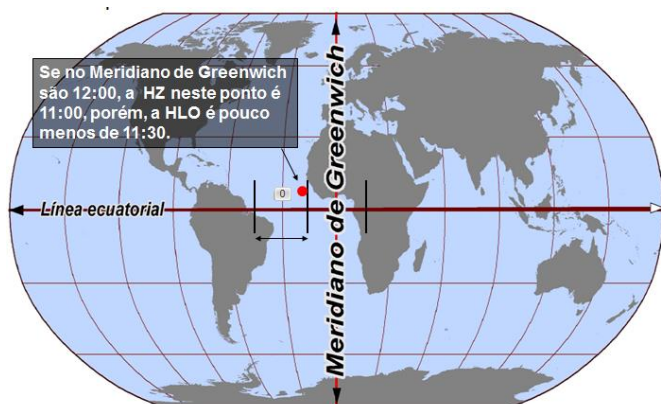 Se no Meridiano de Greenwich
são 12:00, a HZ neste ponto é
11:00, porém, a HLO é pouco
menos de 11:30.
0
Línea ecuatorial
Meridiano de Greenwich